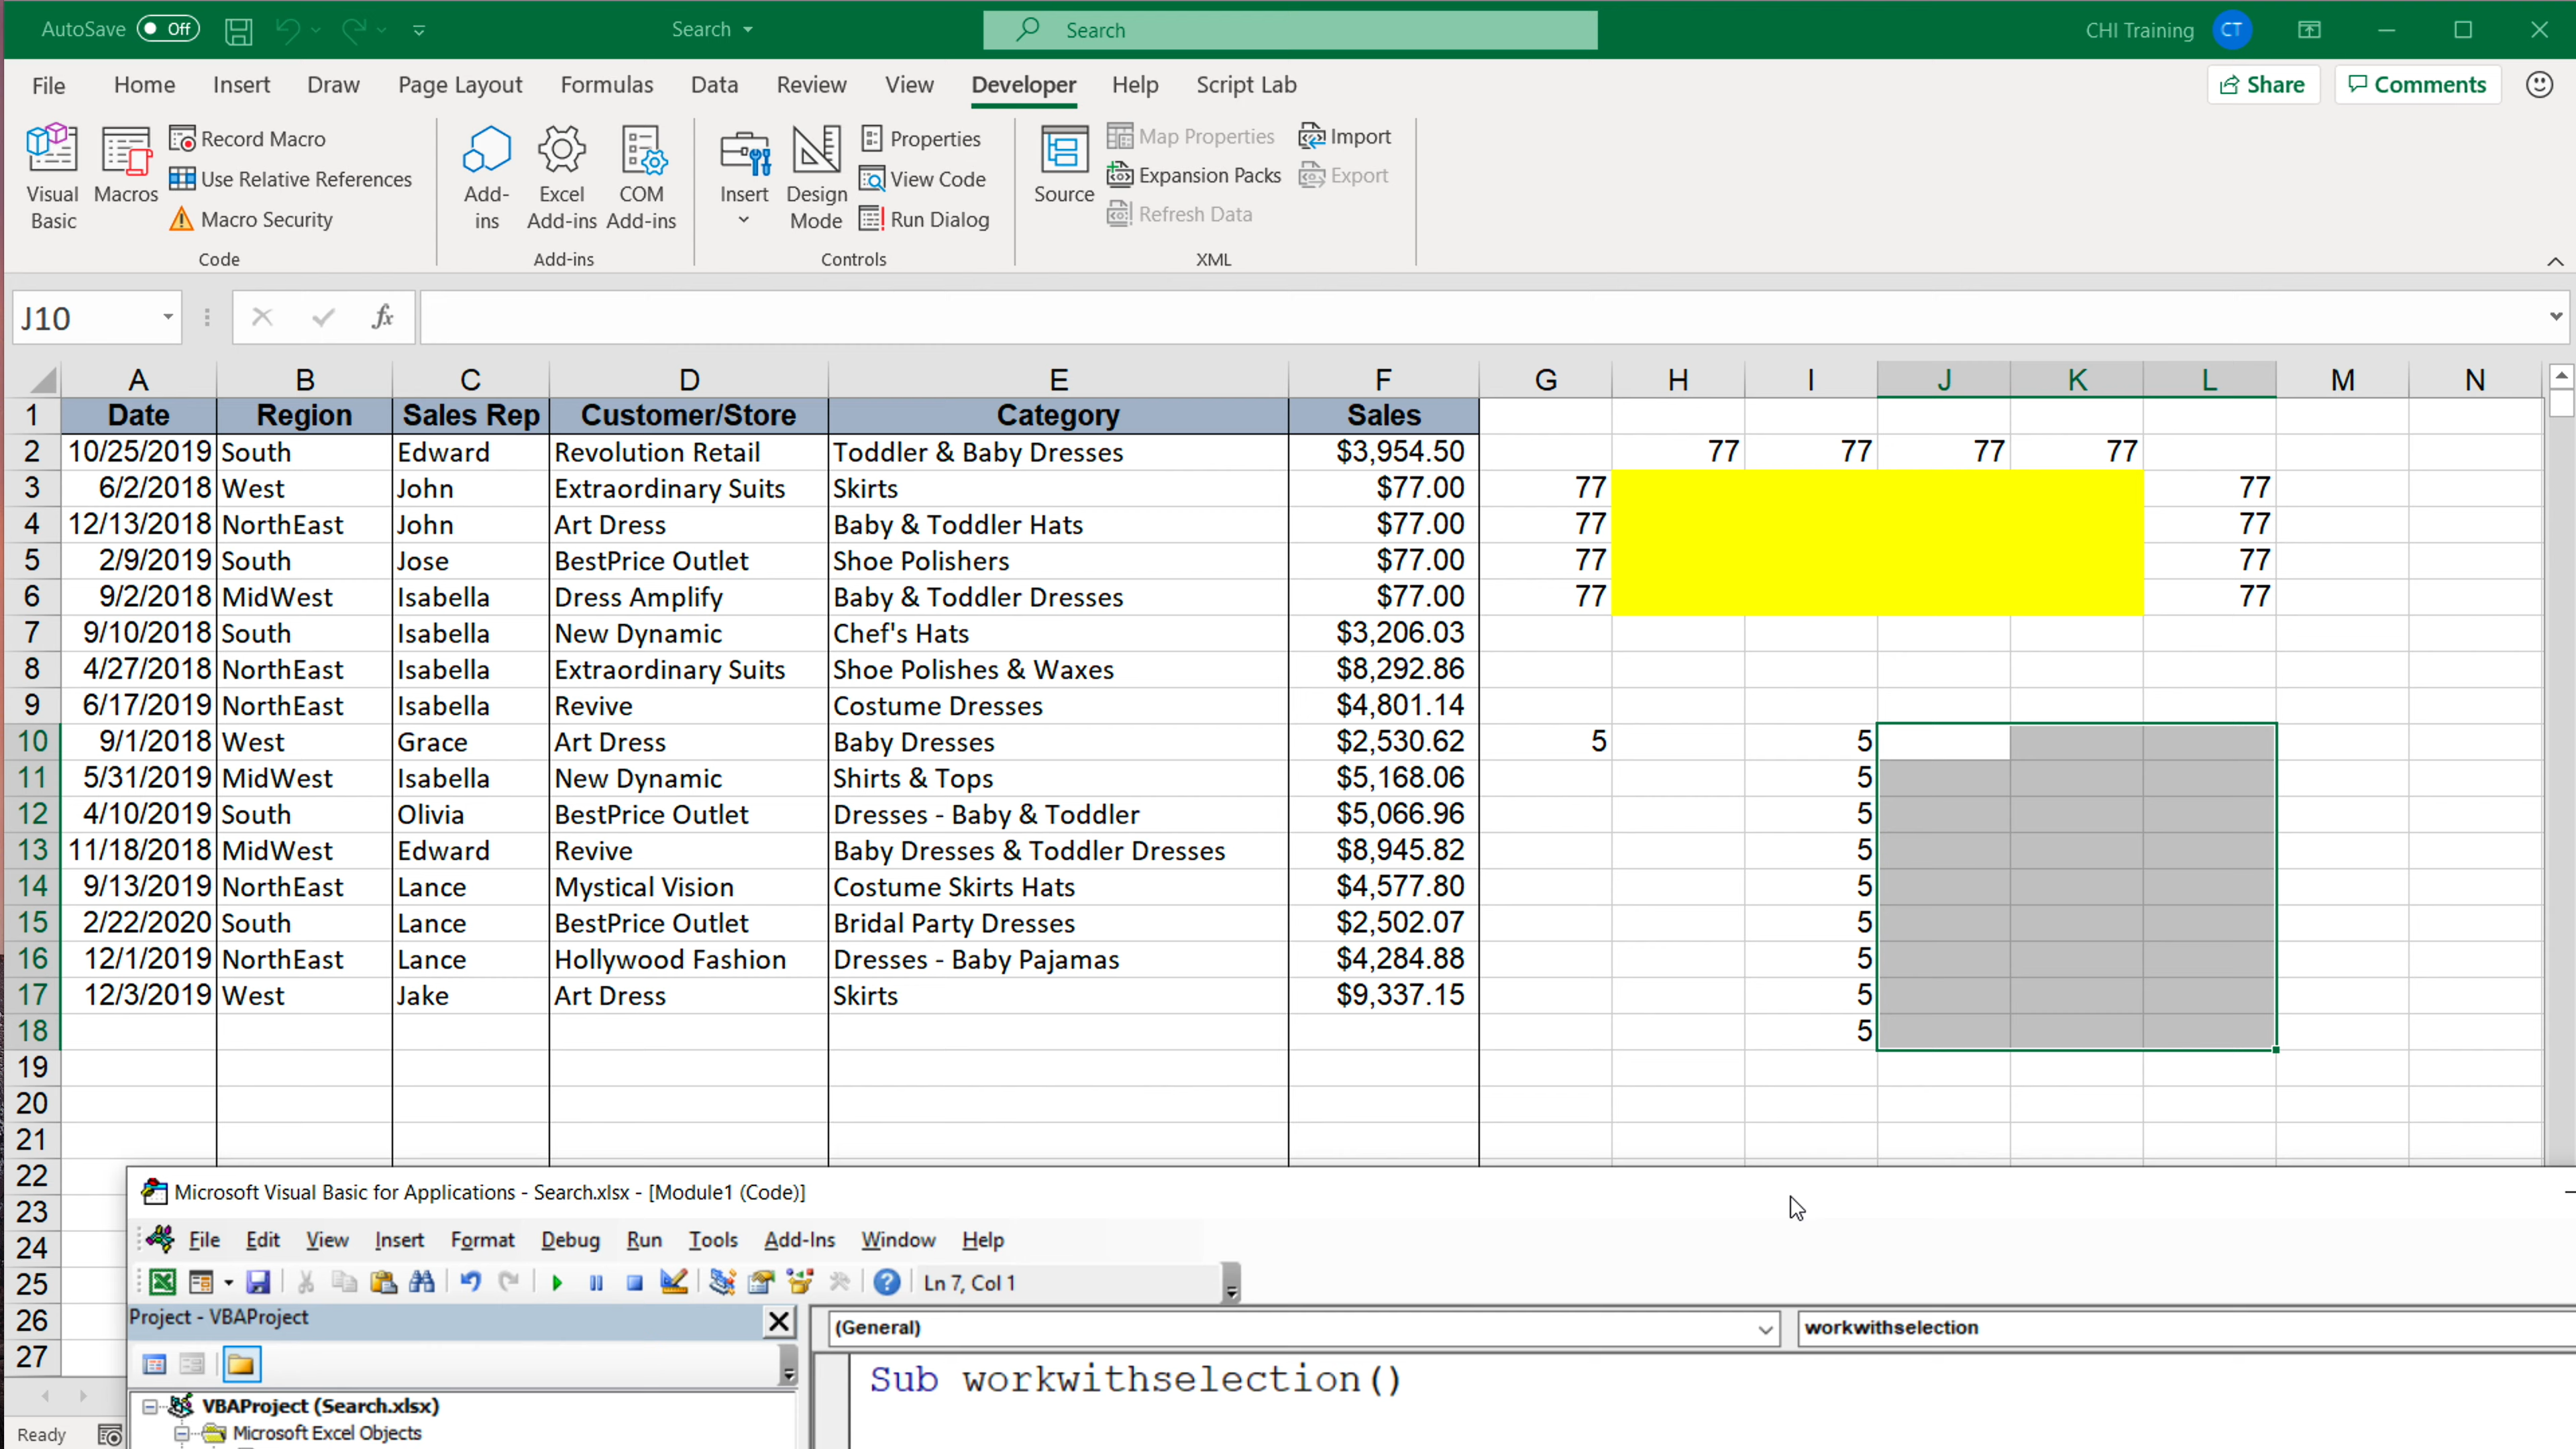 AutoSave Off Search Search CHI Training CT
File Home Insert Draw Page Layout Formulas Data Review View Developer Help Script Lab Share Comments
Visual Basic Macros Record Macro Use Relative References Macro Security Code
Add-ins Excel Add-ins COM Add-ins Add-ins
Insert Design Mode Properties View Code Run Dialog Controls
Source Map Properties Expansion Packs Refresh Data Import Export XML
J10 fx
A B C D E F G H I J K L M N
1 Date Region Sales Rep Customer/Store Category Sales
2 10/25/2019 South Edward Revolution Retail Toddler & Baby Dresses $3,954.50 77 77 77 77
3 6/2/2018 West John Extraordinary Suits Skirts $77.00 77 77
4 12/13/2018 NorthEast John Art Dress Baby & Toddler Hats $77.00 77 77
5 2/9/2019 South Jose BestPrice Outlet Shoe Polishers $77.00 77 77
6 9/2/2018 MidWest Isabella Dress Amplify Baby & Toddler Dresses $77.00 77 77
7 9/10/2018 South Isabella New Dynamic Chef's Hats $3,206.03
8 4/27/2018 NorthEast Isabella Extraordinary Suits Shoe Polishes & Waxes $8,292.86
9 6/17/2019 NorthEast Isabella Revive Costume Dresses $4,801.14
10 9/1/2018 West Grace Art Dress Baby Dresses $2,530.62 5 5
11 5/31/2019 MidWest Isabella New Dynamic Shirts & Tops $5,168.06 5
12 4/10/2019 South Olivia BestPrice Outlet Dresses - Baby & Toddler $5,066.96 5
13 11/18/2018 MidWest Edward Revive Baby Dresses & Toddler Dresses $8,945.82 5
14 9/13/2019 NorthEast Lance Mystical Vision Costume Skirts Hats $4,577.80 5
15 2/22/2020 South Lance BestPrice Outlet Bridal Party Dresses $2,502.07 5
16 12/1/2019 NorthEast Lance Hollywood Fashion Dresses - Baby Pajamas $4,284.88 5
17 12/3/2019 West Jake Art Dress Skirts $9,337.15 5
18 5
19
20
21
22
23
24
25
26
27
Microsoft Visual Basic for Applications - Search.xlsx - [Module1 (Code)]
File Edit View Insert Format Debug Run Tools Add-Ins Window Help
Ln 7, Col 1
Project - VBAProject
(General) workwithselection
Sub workwithselection()
VBAProject (Search.xlsx)
Microsoft Excel Objects
Ready